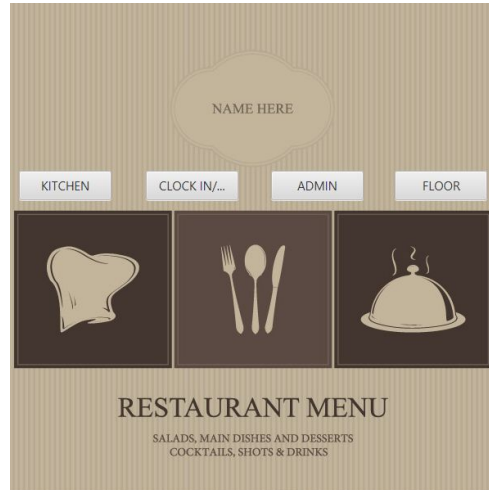 NAME HERE
KITCHEN CLOCK IN/... ADMIN FLOOR
RESTAURANT MENU
SALADS, MAIN DISHES AND DESSERTS
COCKTAILS, SHOTS & DRINKS